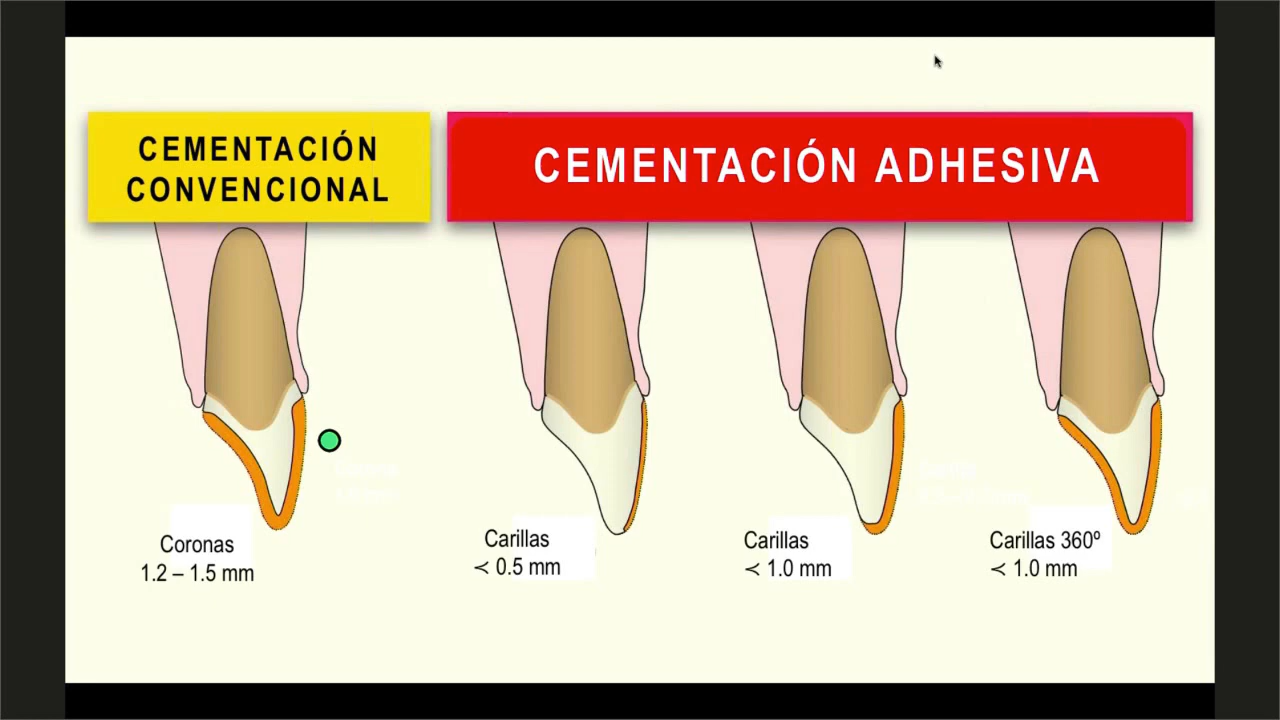 CEMENTACIÓN
CONVENCIONAL
CEMENTACIÓN ADHESIVA
Coronas
1.2 – 1.5 mm
Carillas
< 0.5 mm
Carillas
< 1.0 mm
Carillas 360º
< 1.0 mm